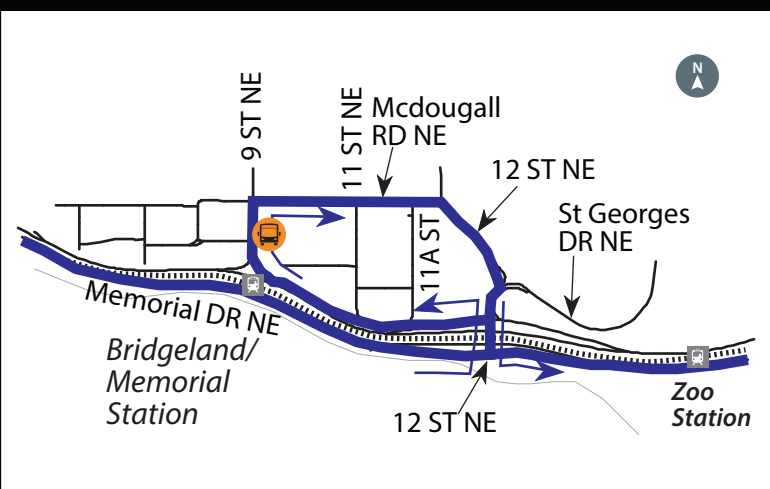 N
9 ST NE
11 ST NE
Mcdougall
RD NE
12 ST NE
St Georges
DR NE
11A ST
Memorial DR NE
Bridgeland/
Memorial
Station
12 ST NE
Zoo
Station